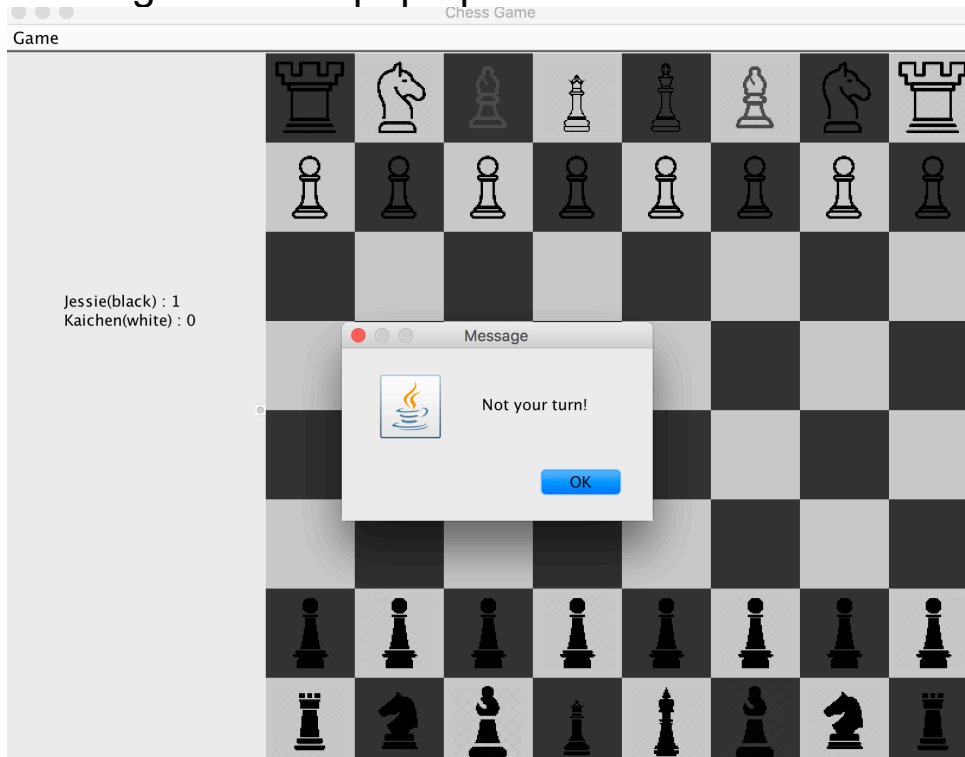 Chess Game
Game
Jessie(black) : 1
Kaichen(white) : 0
Message
Not your turn!
OK